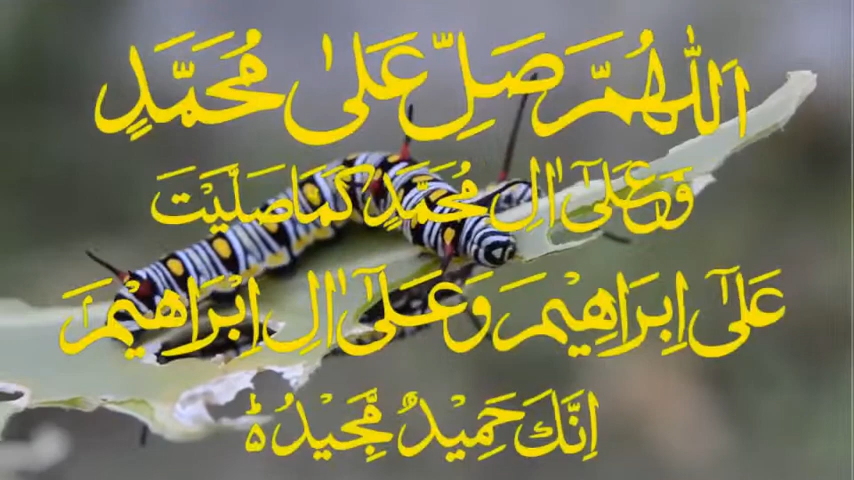 اَللّٰهُمَّ صَلِّ عَلٰی مُحَمَّدٍ
وَّعَلٰٓی اٰلِ مُحَمَّدٍ کَمَا صَلَّیْتَ
عَلٰٓی اِبْرَاهِیْمَ وَعَلٰٓی اٰلِ اِبْرَاهِیْمَ
اِنَّکَ حَمِیْدٌ مَّجِیْدٌ ؕ